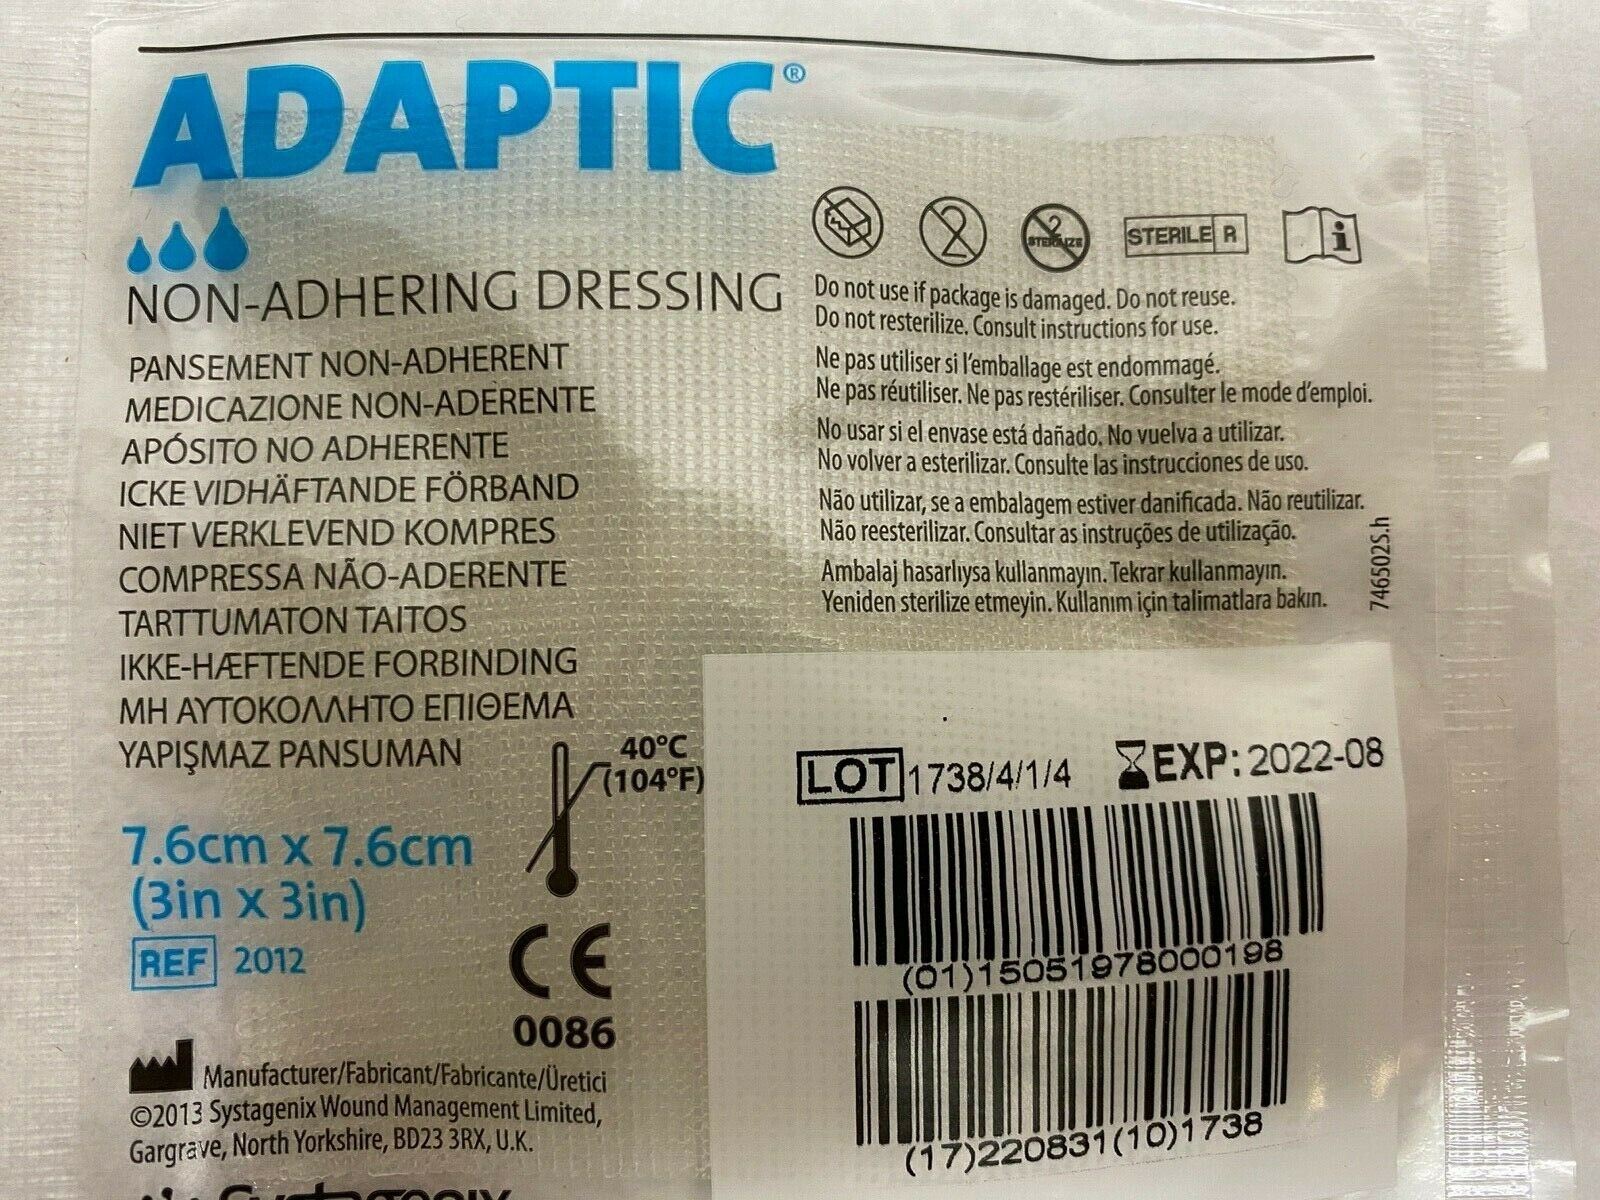 ADAPTIC®
NON-ADHERING DRESSING
PANSEMENT NON-ADHERENT
MEDICAZIONE NON-ADERENTE
APÓSITO NO ADHERENTE
ICKE VIDHÄFTANDE FÖRBAND
NIET VERKLEVEND KOMPRES
COMPRESSA NÃO-ADERENTE
TARTTUMATON TAITOS
IKKE-HÆFTENDE FORBINDING
ΜΗ ΑΥΤΟΚΟΛΛΗΤΟ ΕΠΙΘΕΜΑ
YAPIŞMAZ PANSUMAN
40°C
(104°F)
7.6cm x 7.6cm
(3in x 3in)
REF 2012
CE
0086
Manufacturer/Fabricant/Fabricante/Üretici
©2013 Systagenix Wound Management Limited,
Gargrave, North Yorkshire, BD23 3RX, U.K.
Systagenix
2
2
STERILIZE
STERILE R
i
Do not use if package is damaged. Do not reuse.
Do not resterilize. Consult instructions for use.
Ne pas utiliser si l'emballage est endommagé.
Ne pas réutiliser. Ne pas restériliser. Consulter le mode d'emploi.
No usar si el envase está dañado. No vuelva a utilizar.
No volver a esterilizar. Consulte las instrucciones de uso.
Não utilizar, se a embalagem estiver danificada. Não reutilizar.
Não reesterilizar. Consultar as instruções de utilização.
Ambalaj hasarlıysa kullanmayın. Tekrar kullanmayın.
Yeniden sterilize etmeyin. Kullanım için talimatlara bakın.
746502S.h
LOT 1738/4/1/4 EXP: 2022-08
(01)15051978000198
(17)220831(10)1738